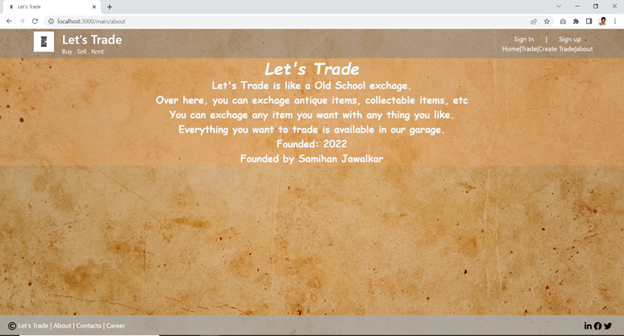 Let's Trade
localhost:3000/main/about
Let's Trade
Buy . Sell . Rent
Sign In | Sign up
Home|Trade|Create Trade|about
Let's Trade
Let's Trade is like a Old School exchage.
Over here, you can exchage antique items, collectable items, etc
You can exchage any item you want with any thing you like.
Everything you want to trade is available in our garage.
Founded: 2022
Founded by Samihan Jawalkar
© Let's Trade | About | Contacts | Career